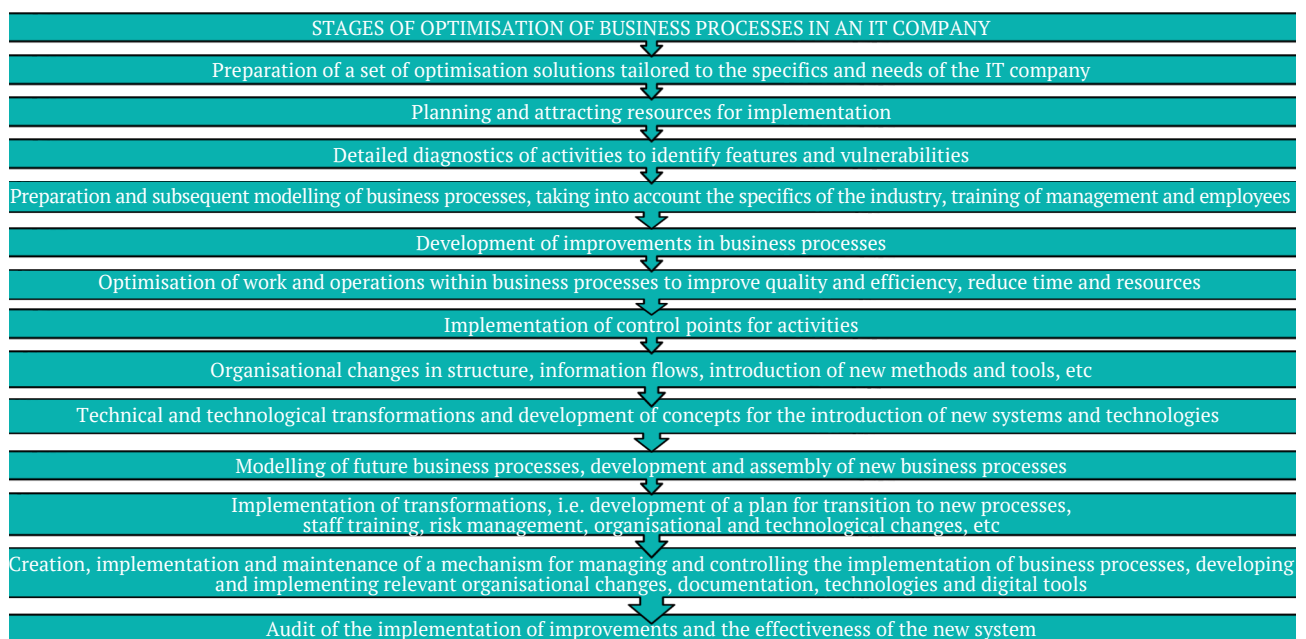 STAGES OF OPTIMISATION OF BUSINESS PROCESSES IN AN IT COMPANY
Preparation of a set of optimisation solutions tailored to the specifics and needs of the IT company
Planning and attracting resources for implementation
Detailed diagnostics of activities to identify features and vulnerabilities
Preparation and subsequent modelling of business processes, taking into account the specifics of the industry, training of management and employees
Development of improvements in business processes
Optimisation of work and operations within business processes to improve quality and efficiency, reduce time and resources
Implementation of control points for activities
Organisational changes in structure, information flows, introduction of new methods and tools, etc
Technical and technological transformations and development of concepts for the introduction of new systems and technologies
Modelling of future business processes, development and assembly of new business processes
Implementation of transformations, i.e. development of a plan for transition to new processes,
staff training, risk management, organisational and technological changes, etc
Creation, implementation and maintenance of a mechanism for managing and controlling the implementation of business processes, developing
and implementing relevant organisational changes, documentation, technologies and digital tools
Audit of the implementation of improvements and the effectiveness of the new system